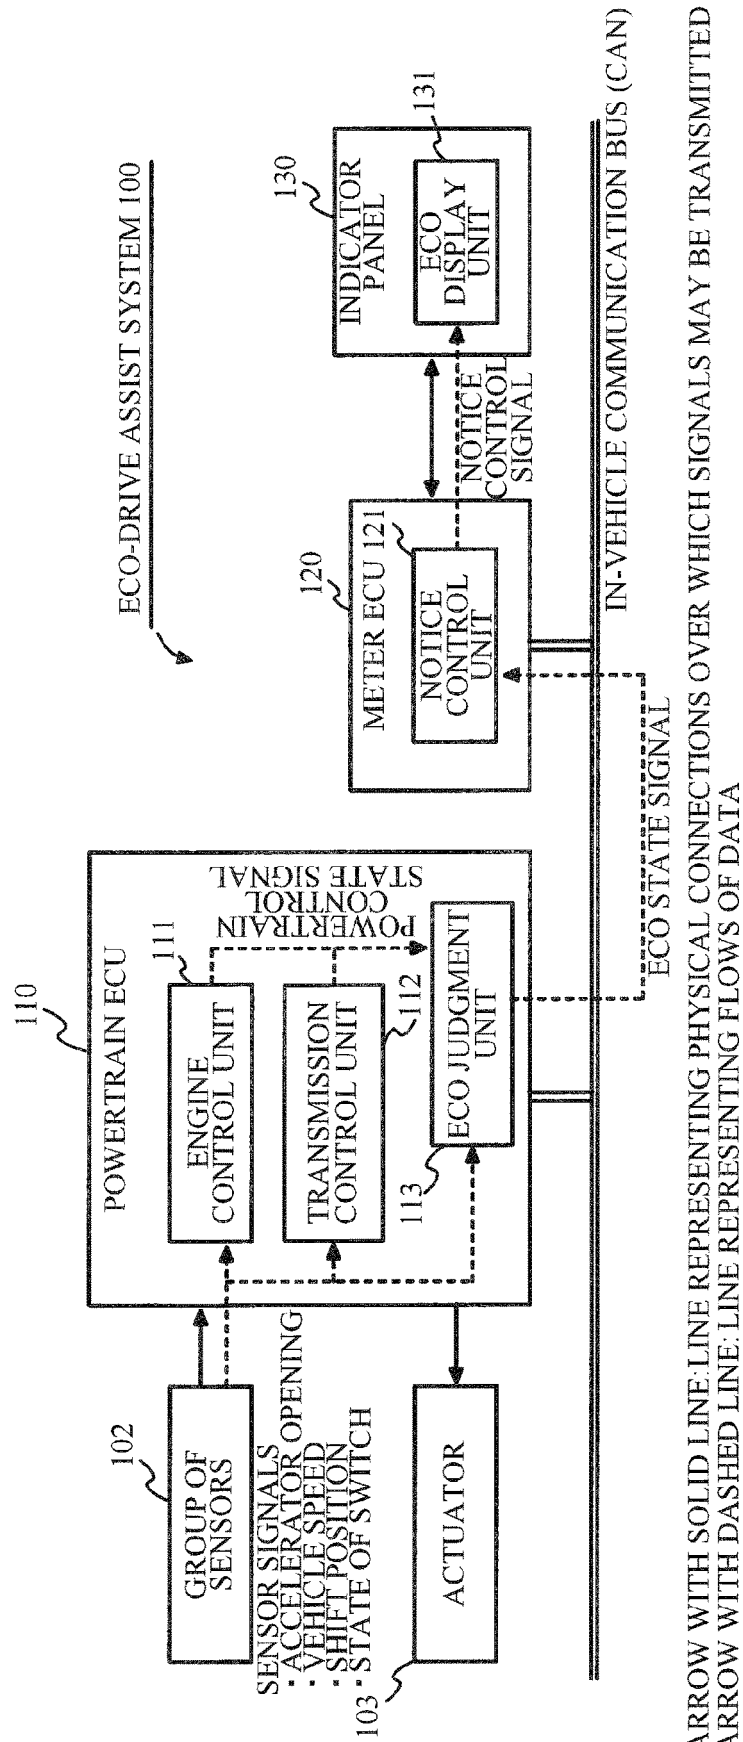 ECO-DRIVE ASSIST SYSTEM 100
110
POWERTRAIN ECU
102
GROUP OF
SENSORS
111
ENGINE
CONTROL UNIT
SENSOR SIGNALS
▪ ACCELERATOR OPENING
▪ VEHICLE SPEED
▪ SHIFT POSITION
▪ STATE OF SWITCH
TRANSMISSION
CONTROL UNIT
112
POWERTRAIN
CONTROL
STATE SIGNAL
103
ACTUATOR
113
ECO JUDGMENT
UNIT
120
METER ECU
121
NOTICE
CONTROL
UNIT
NOTICE
CONTROL
SIGNAL
130
INDICATOR
PANEL
131
ECO
DISPLAY
UNIT
IN-VEHICLE COMMUNICATION BUS (CAN)
ECO STATE SIGNAL
ARROW WITH SOLID LINE:LINE REPRESENTING PHYSICAL CONNECTIONS OVER WHICH SIGNALS MAY BE TRANSMITTED
ARROW WITH DASHED LINE: LINE REPRESENTING FLOWS OF DATA